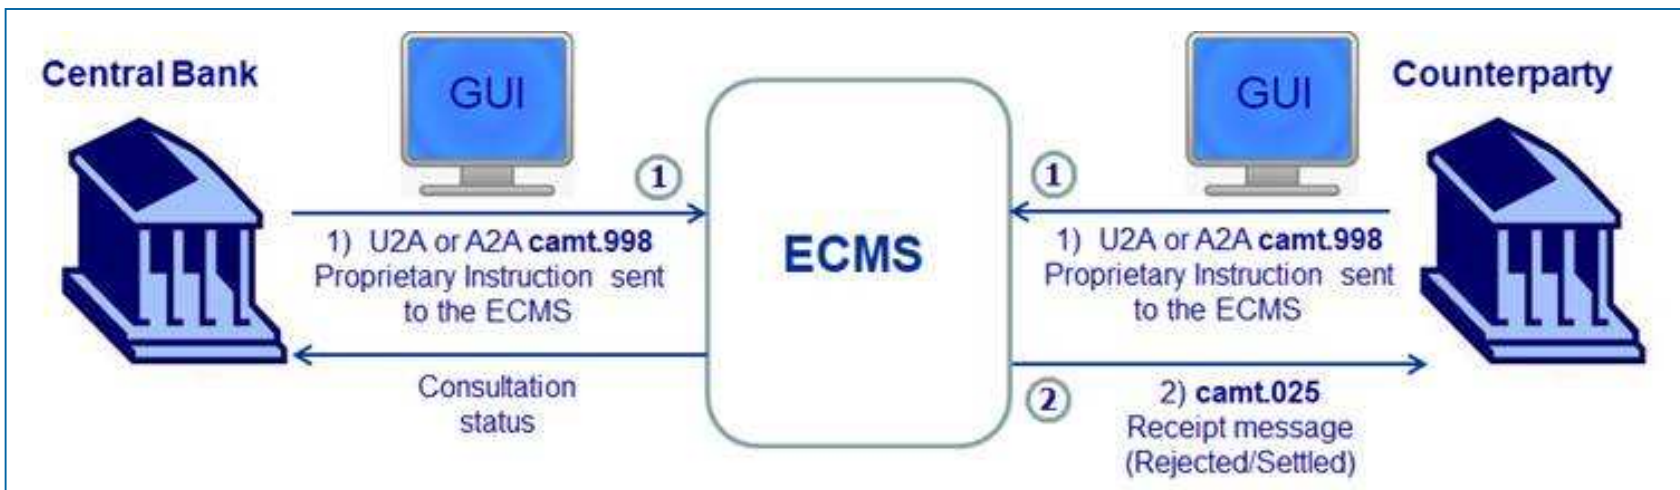 Central Bank
GUI
1
1) U2A or A2A camt.998
Proprietary Instruction sent
to the ECMS
Consultation
status
ECMS
GUI
Counterparty
1
1) U2A or A2A camt.998
Proprietary Instruction sent
to the ECMS
2
2) camt.025
Receipt message
(Rejected/Settled)